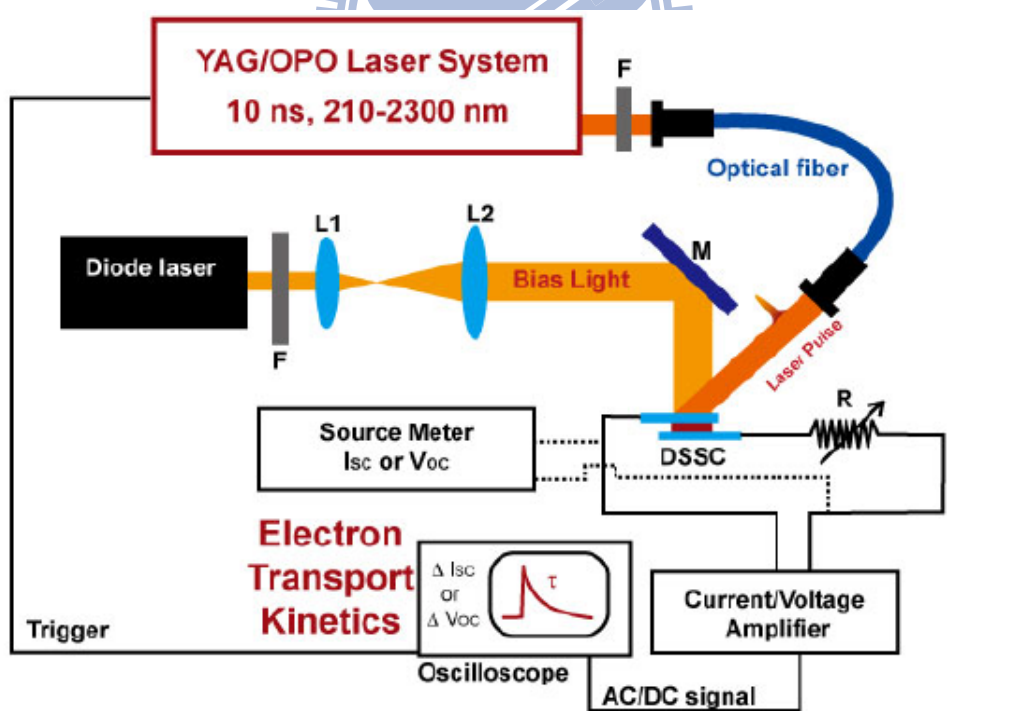 YAG/OPO Laser System
10 ns, 210-2300 nm
F
Optical fiber
L1
L2
M
Diode laser
Bias Light
F
Laser Pulse
R
Source Meter
Isc or Voc
DSSC
Electron
Transport
Kinetics
Δ Isc
or
Δ Voc
τ
Current/Voltage
Amplifier
Trigger
Oscilloscope
AC/DC signal